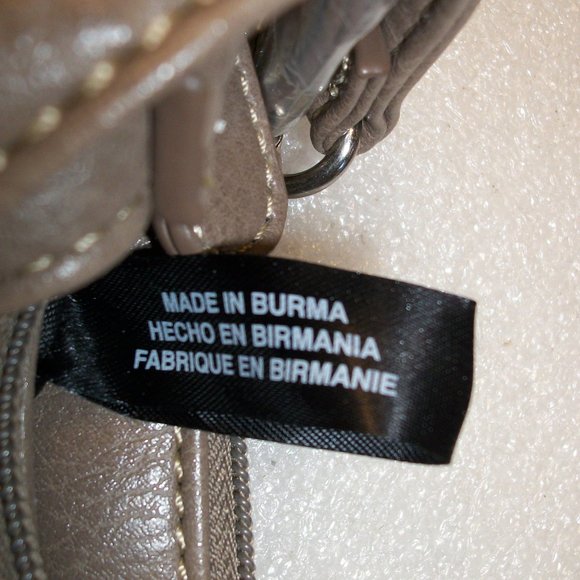 MADE IN BURMA
HECHO EN BIRMANIA
FABRIQUE EN BIRMANIE